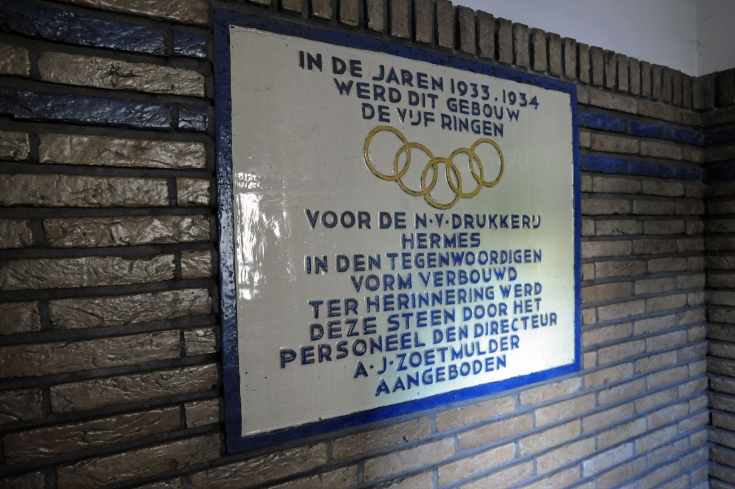 IN DE JAREN 1933.1934
WERD DIT GEBOUW
DE VIJF RINGEN
VOOR DE N·V·DRUKKERIJ
HERMES
IN DEN TEGENWOORDIGEN
VORM VERBOUWD
TER HERINNERING WERD
DEZE STEEN DOOR HET
PERSONEEL DEN DIRECTEUR
A·J·ZOETMULDER
AANGEBODEN